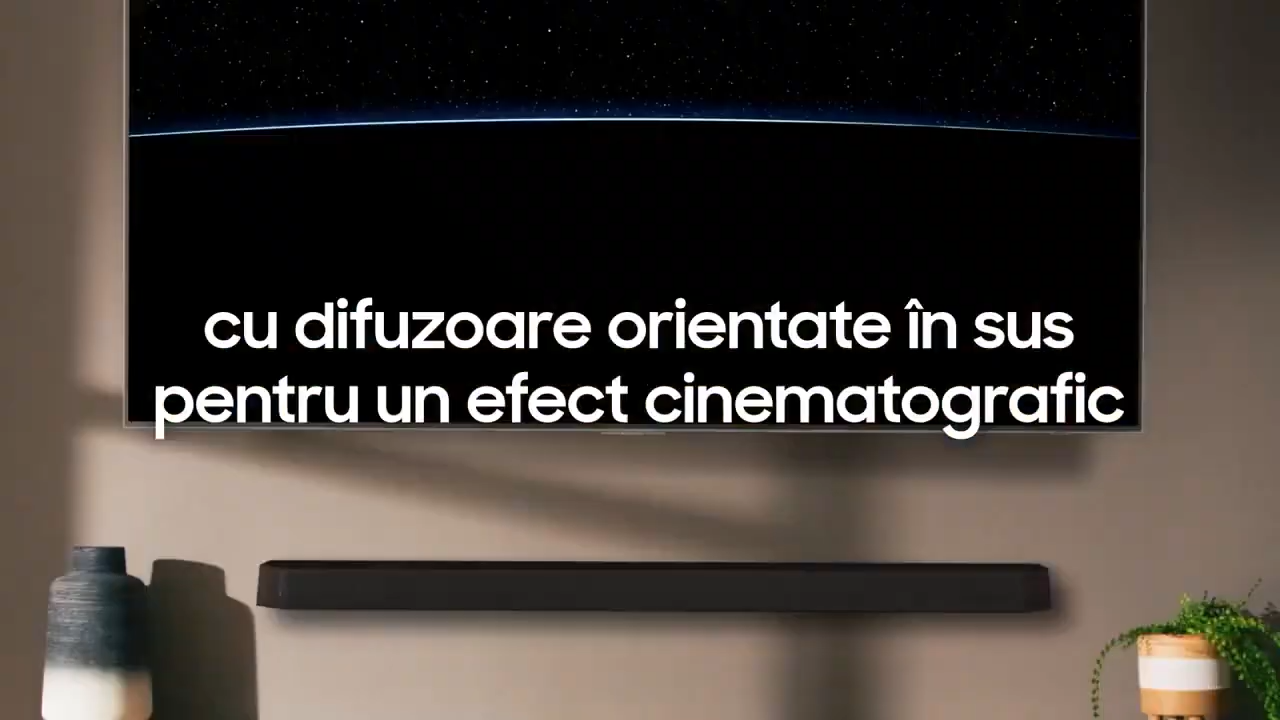 cu difuzoare orientate în sus
pentru un efect cinematografic